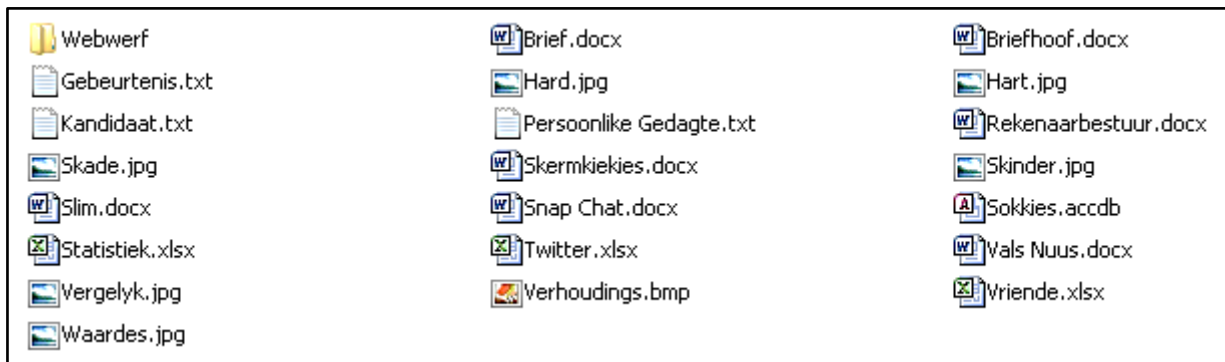 Webwerf Brief.docx Briefhoof.docx
Gebeurtenis.txt Hard.jpg Hart.jpg
Kandidaat.txt Persoonlike Gedagte.txt Rekenaarbestuur.docx
Skade.jpg Skermkiekies.docx Skinder.jpg
Slim.docx Snap Chat.docx Sokkies.accdb
Statistiek.xlsx Twitter.xlsx Vals Nuus.docx
Vergelyk.jpg Verhoudings.bmp Vriende.xlsx
Waardes.jpg